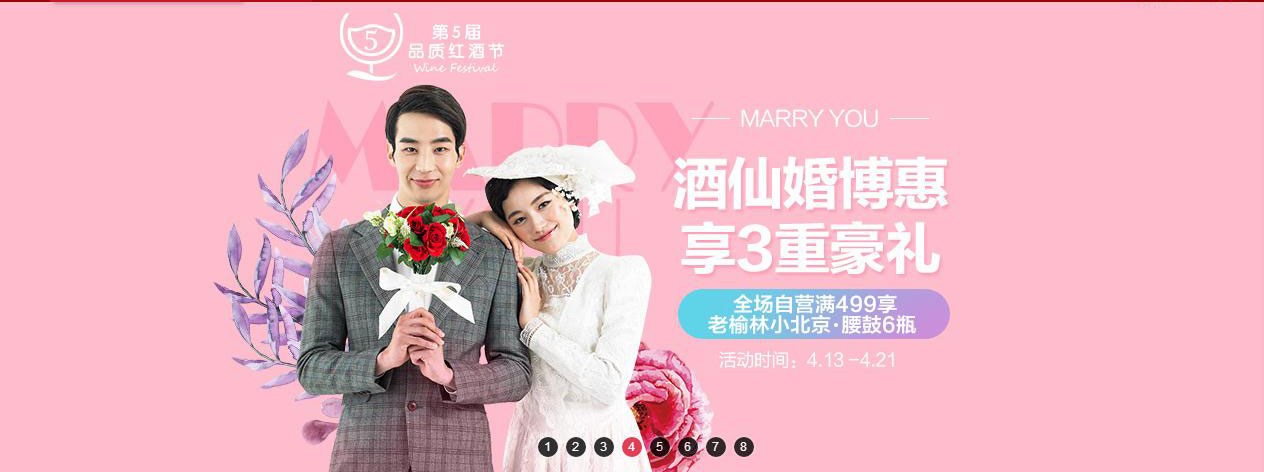 5
第5届
品质红酒节
Wine Festival
MARRY
MARRY YOU
酒仙婚博惠
享3重豪礼
全场自营满499享
老榆林小北京·腰鼓6瓶
活动时间：4.13-4.21
1 2 3 4 5 6 7 8